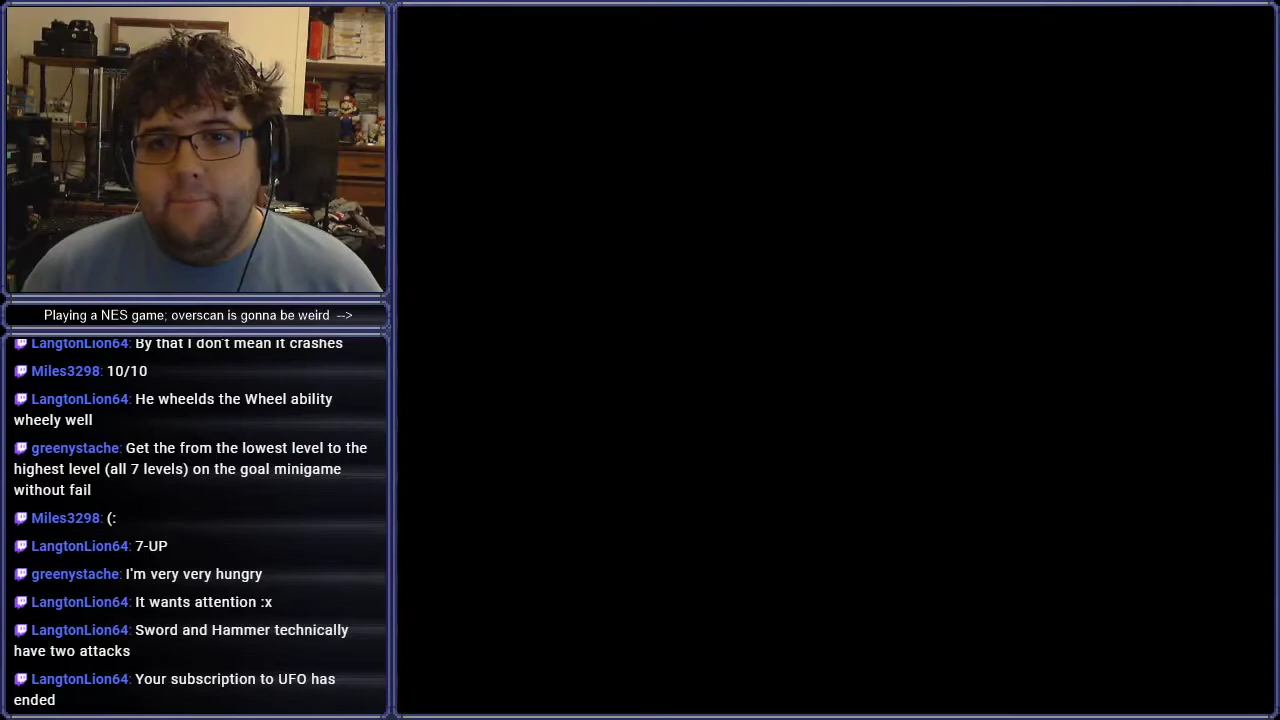 Playing a NES game; overscan is gonna be weird -->
LangtonLion64: By that I don't mean it crashes
Miles3298: 10/10
LangtonLion64: He wheelds the Wheel ability
wheely well
greenystache: Get the from the lowest level to the
highest level (all 7 levels) on the goal minigame
without fail
Miles3298: (:
LangtonLion64: 7-UP
greenystache: I'm very very hungry
LangtonLion64: It wants attention :x
LangtonLion64: Sword and Hammer technically
have two attacks
LangtonLion64: Your subscription to UFO has
ended